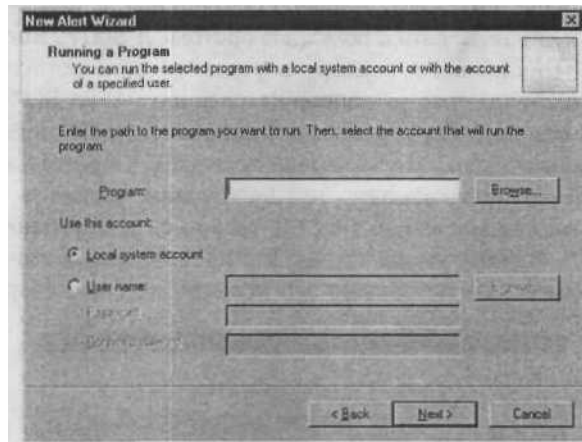 New Alert Wizard
Running a Program
You can run the selected program with a local system account or with the account
of a specified user.
Enter the path to the program you want to run. Then, select the account that will run the
program.
Program:
Browse...
Use this account:
Local system account
User name:
< Back
Next >
Cancel